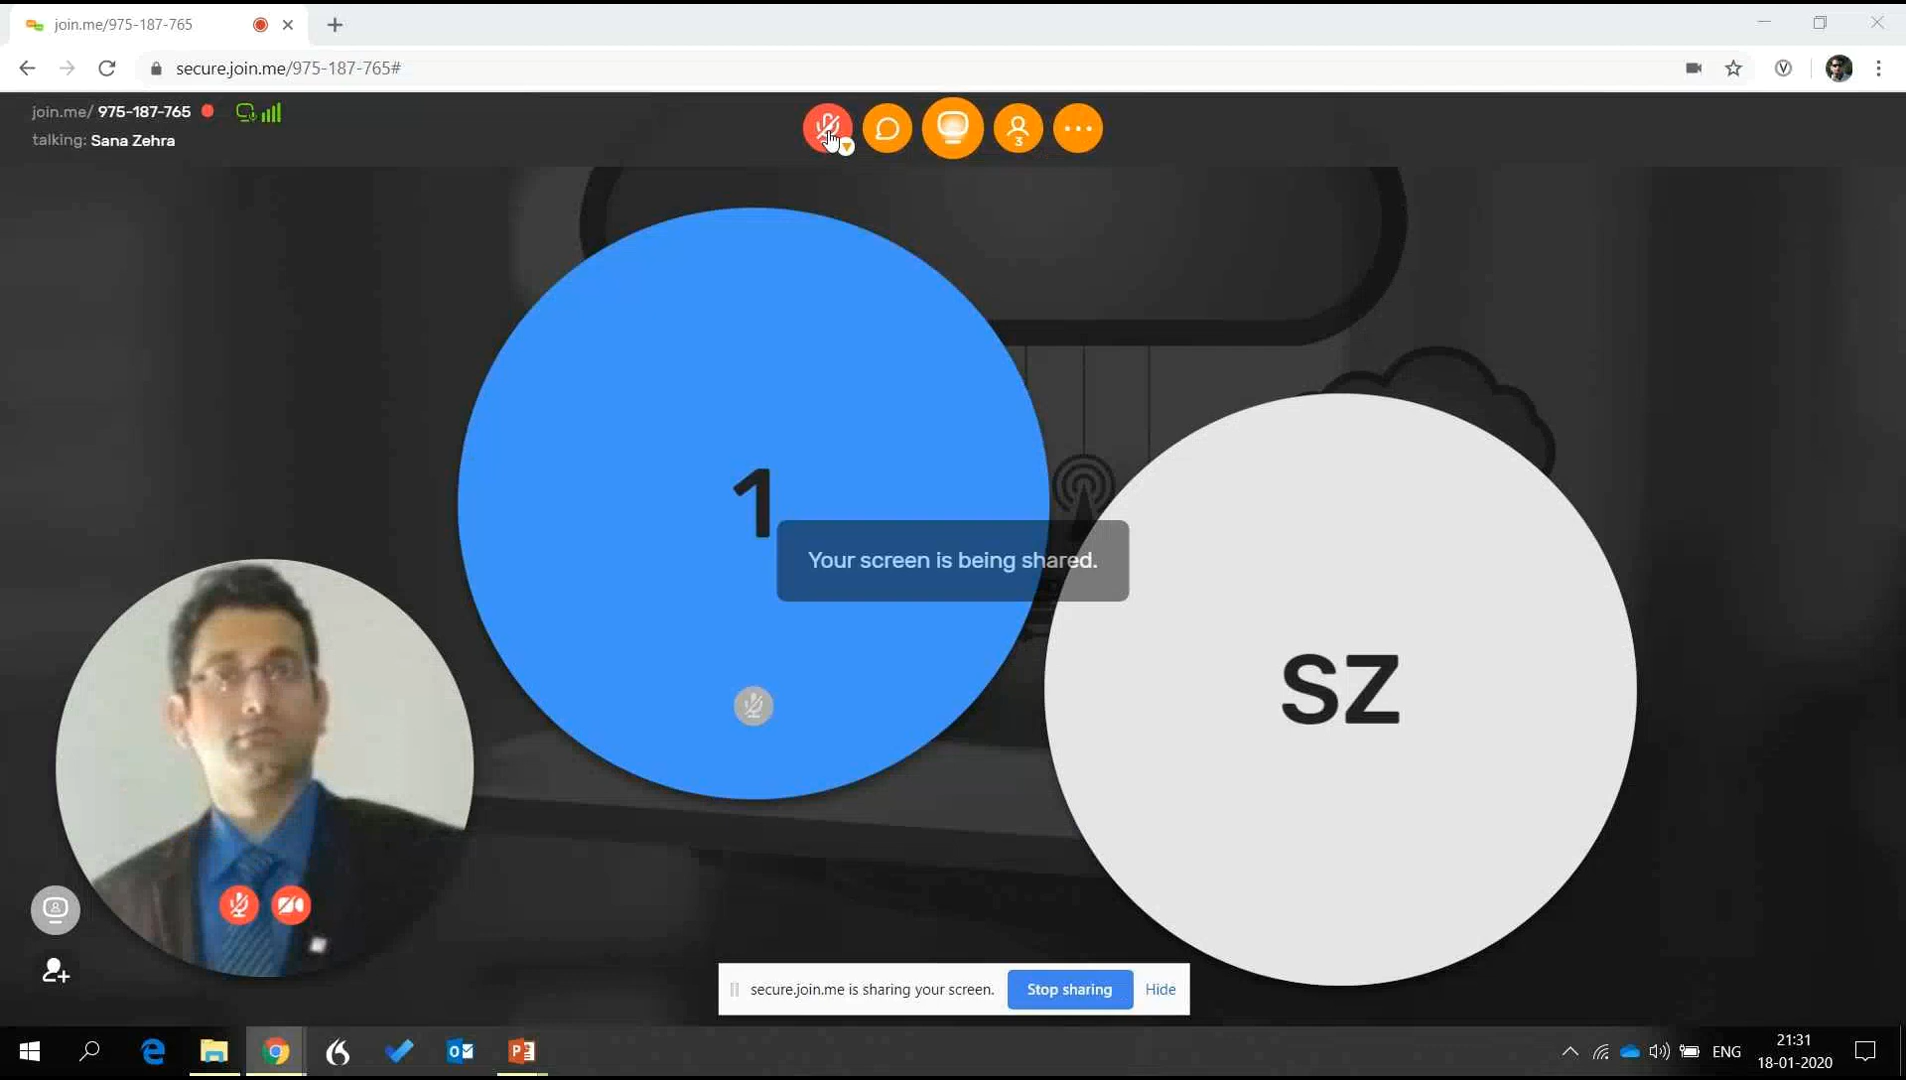 join.me/975-187-765
secure.join.me/975-187-765#
join.me/ 975-187-765
talking: Sana Zehra
3
1
Your screen is being shared.
SZ
secure.join.me is sharing your screen.
Stop sharing
Hide
ENG
21:31
18-01-2020